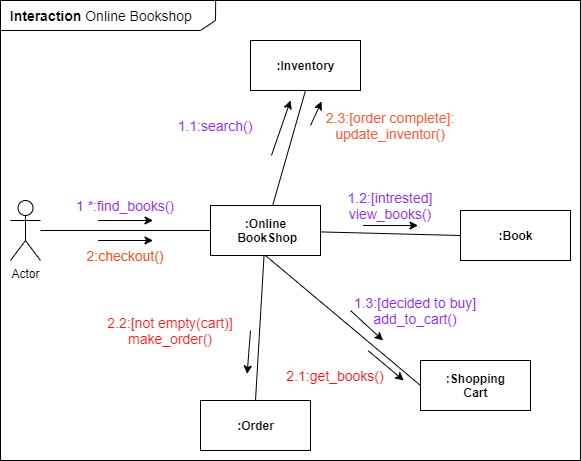 Interaction Online Bookshop
:Inventory
1.1:search()
2.3:[order complete]:
update_inventor()
1 *:find_books()
2:checkout()
Actor
:Online
BookShop
1.2:[intrested]
view_books()
:Book
2.2:[not empty(cart)]
make_order()
1.3:[decided to buy]
add_to_cart()
2.1:get_books()
:Shopping
Cart
:Order